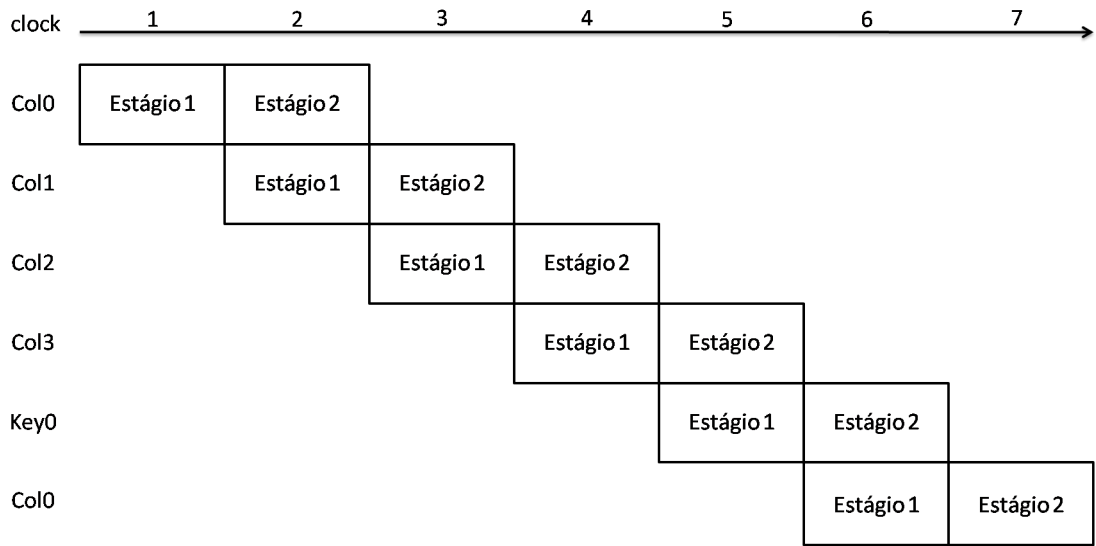 clock 1 2 3 4 5 6 7
Col0 Estágio 1 Estágio 2
Col1 Estágio 1 Estágio 2
Col2 Estágio 1 Estágio 2
Col3 Estágio 1 Estágio 2
Key0 Estágio 1 Estágio 2
Col0 Estágio 1 Estágio 2